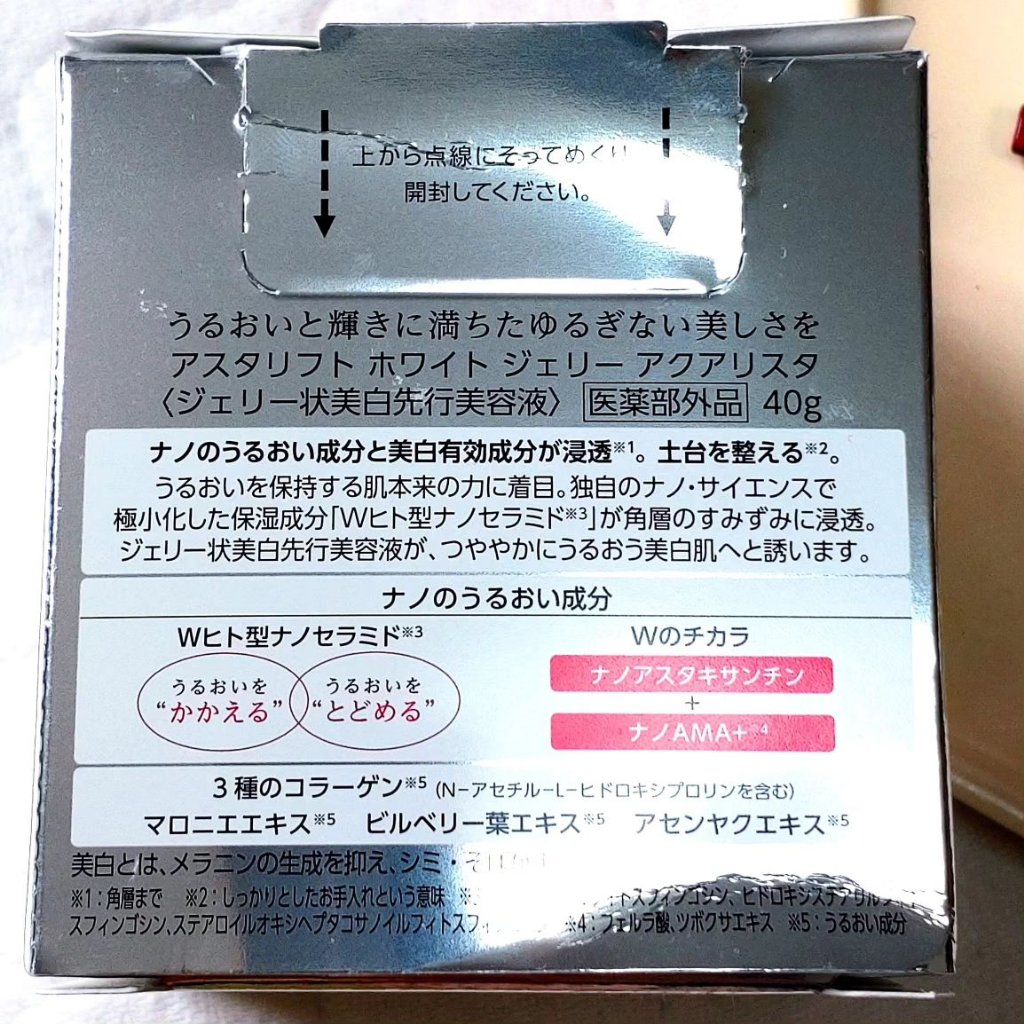 上から点線にそってめくり
開封してください。
うるおいと輝きに満ちたゆるぎない美しさを
アスタリフト ホワイト ジェリー アクアリスタ
〈ジェリー状美白先行美容液〉 医薬部外品 40g
ナノのうるおい成分と美白有効成分が浸透※1。土台を整える※2。
うるおいを保持する肌本来の力に着目。独自のナノ・サイエンスで
極小化した保湿成分「Wヒト型ナノセラミド※3」が角層のすみずみに浸透。
ジェリー状美白先行美容液が、つややかにうるおう美白肌へと誘います。
ナノのうるおい成分
Wヒト型ナノセラミド※3
うるおいを
“かかえる”
うるおいを
“とどめる”
Wのチカラ
ナノアスタキサンチン
+
ナノAMA+※4
3種のコラーゲン※5 (N-アセチル-L-ヒドロキシプロリンを含む)
マロニエエキス※5 ビルベリー葉エキス※5 アセンヤクエキス※5
美白とは、メラニンの生成を抑え、シミ・そ
※1:角層まで ※2:しっかりとしたお手入れという意味 トスフィンゴシン、ヒドロキシステアリル
スフィンゴシン、ステアロイルオキシヘプタコサノイルフィトスフィ ※4:フェルラ酸、ツボクサエキス ※5:うるおい成分